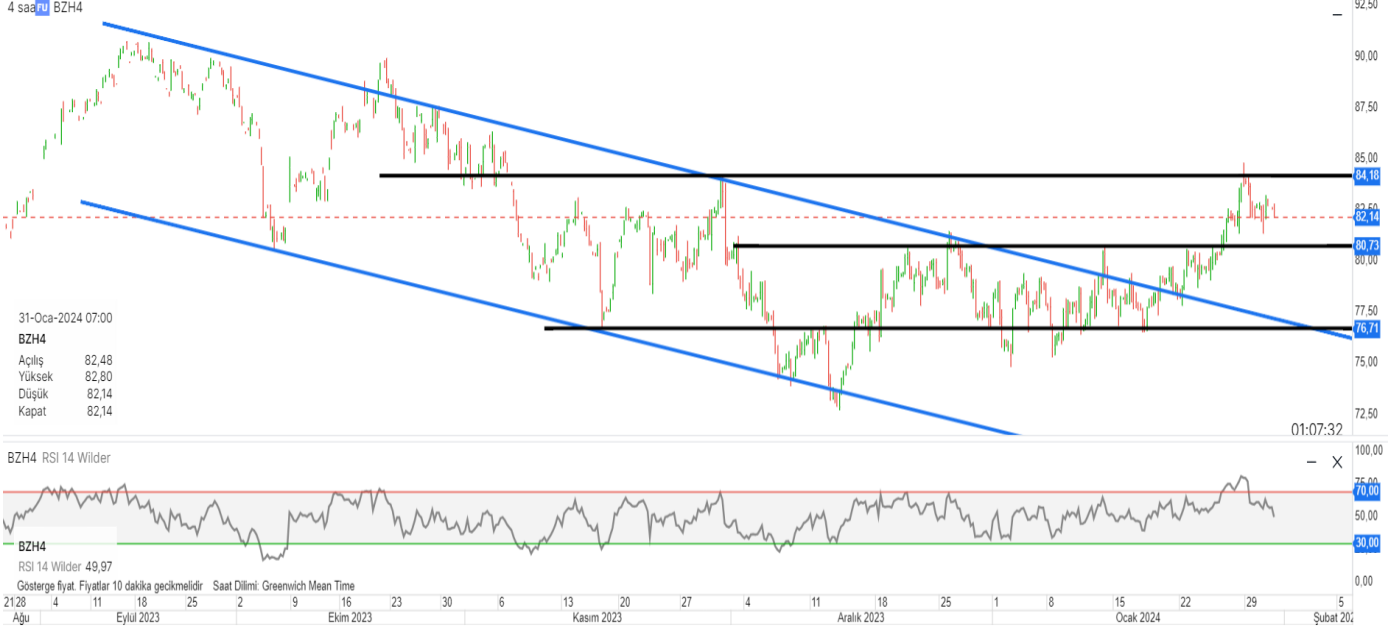 4 saa FU BZH4
92,50
90,00
87,50
85,00
84,18
82,50
82,14
80,73
80,00
77,50
76,71
75,00
72,50
31-Oca-2024 07:00
BZH4
Açılış 82,48
Yüksek 82,80
Düşük 82,14
Kapat 82,14
01:07:32
BZH4 RSI 14 Wilder
100,00
75,00
70,00
50,00
30,00
0,00
BZH4
RSI 14 Wilder 49,97
Gösterge fiyat. Fiyatlar 10 dakika gecikmelidir Saat Dilimi: Greenwich Mean Time
21 28 4 11 18 25 2 9 16 23 30 6 13 20 27 4 11 18 25 1 8 15 22 29 5
Ağu Eylül 2023 Ekim 2023 Kasım 2023 Aralık 2023 Ocak 2024 Şubat 202